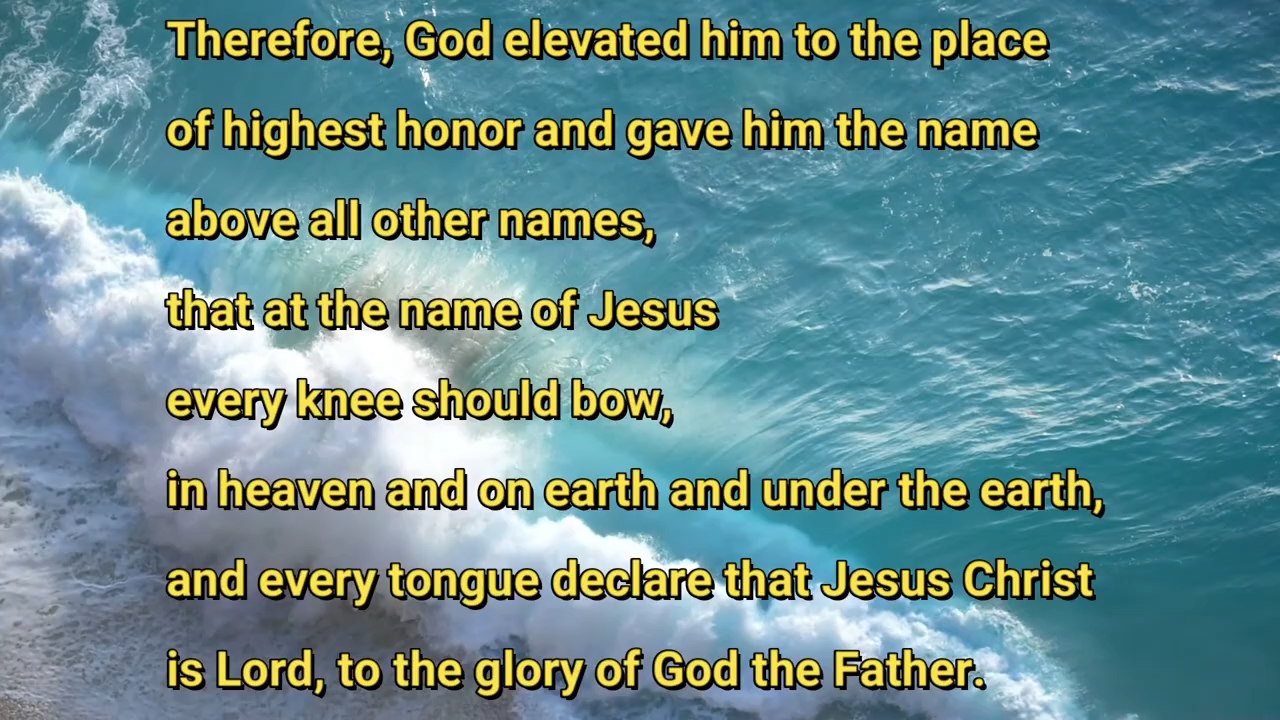 Therefore, God elevated him to the place
of highest honor and gave him the name
above all other names,
that at the name of Jesus
every knee should bow,
in heaven and on earth and under the earth,
and every tongue declare that Jesus Christ
is Lord, to the glory of God the Father.